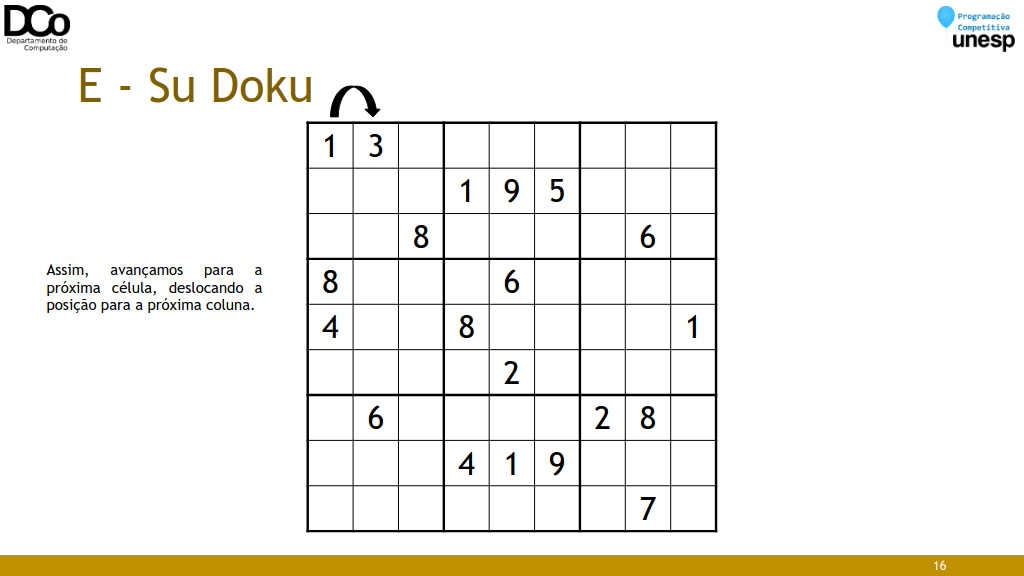 DCo
Departamento de
Computação
Programação
Competitiva
unesp
E - Su Doku
1 3
1 9 5
8 6
8 6
4 8 1
2
6 2 8
4 1 9
7
Assim, avançamos para a
próxima célula, deslocando a
posição para a próxima coluna.
16